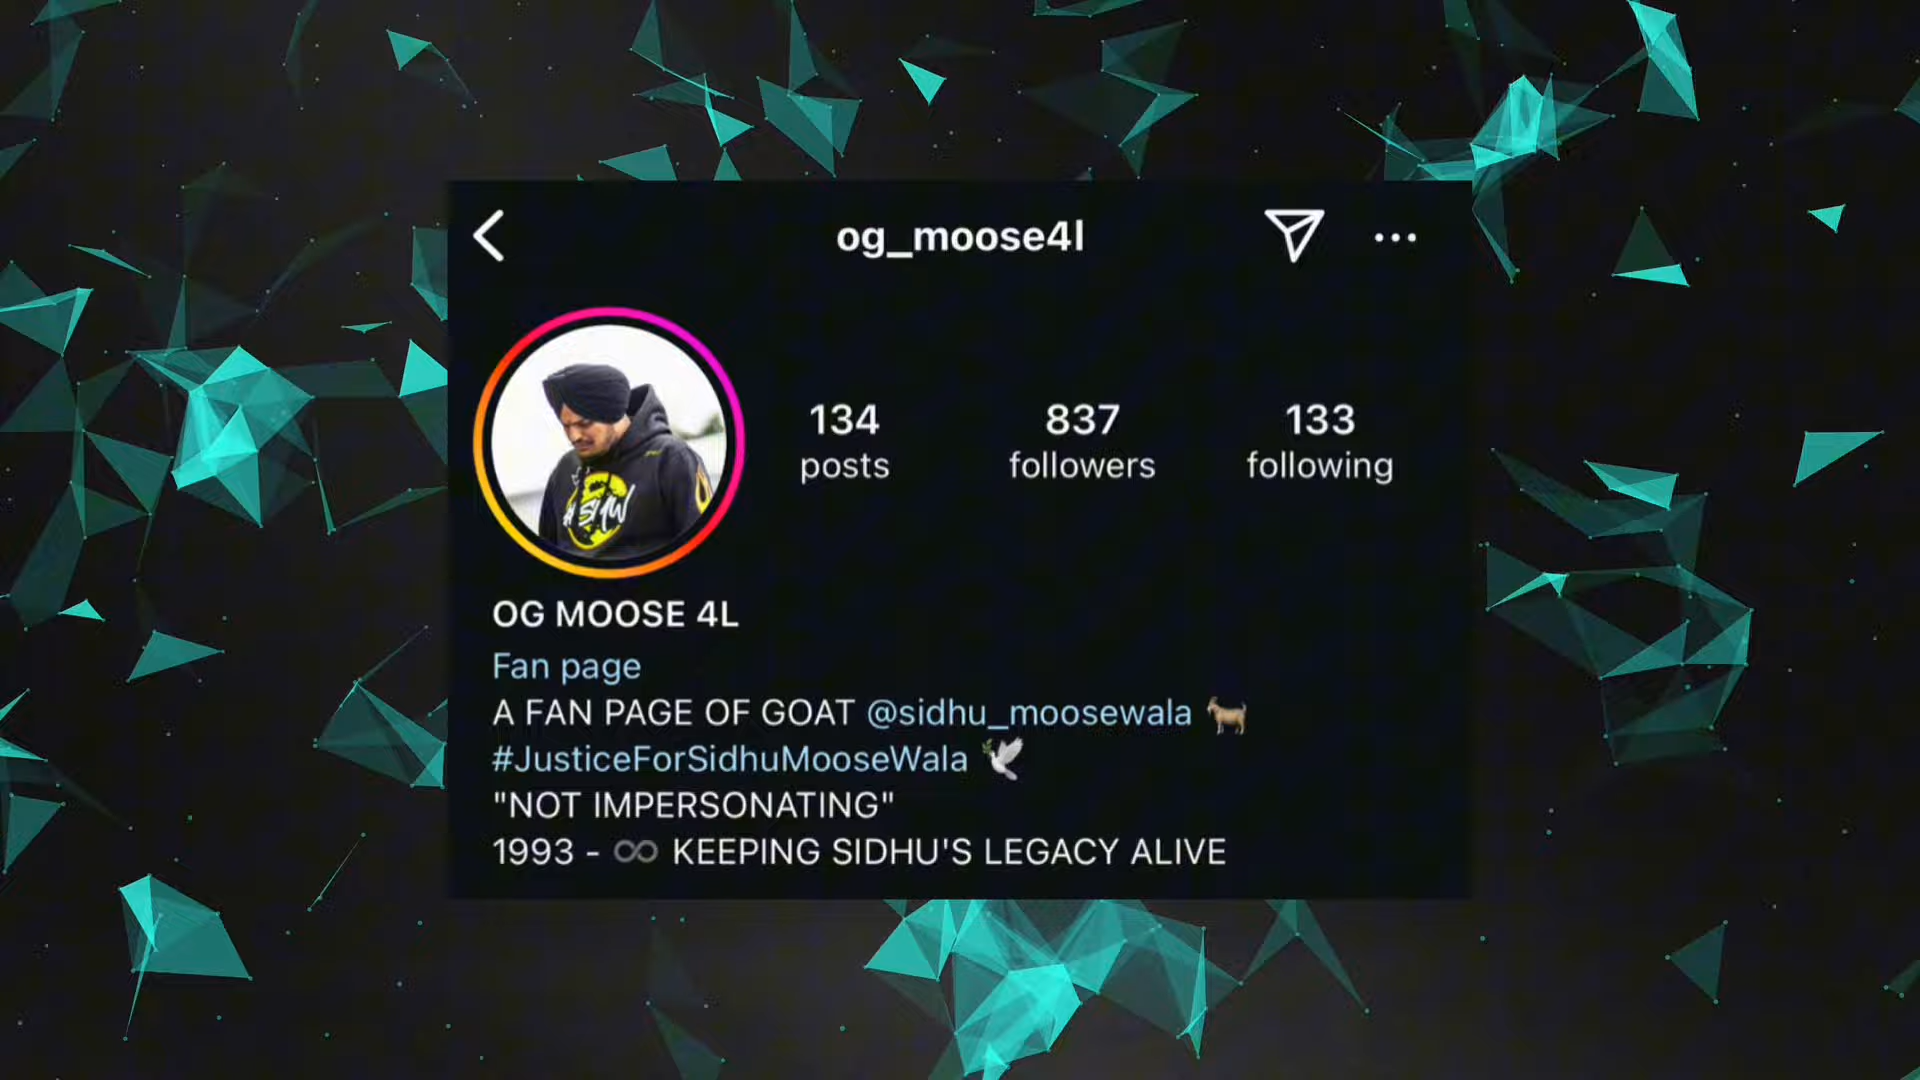 og_moose4l
134 837 133
posts followers following
OG MOOSE 4L
Fan page
A FAN PAGE OF GOAT @sidhu_moosewala 🐐
#JusticeForSidhuMooseWala 🕊️
"NOT IMPERSONATING"
1993 - ♾️ KEEPING SIDHU'S LEGACY ALIVE